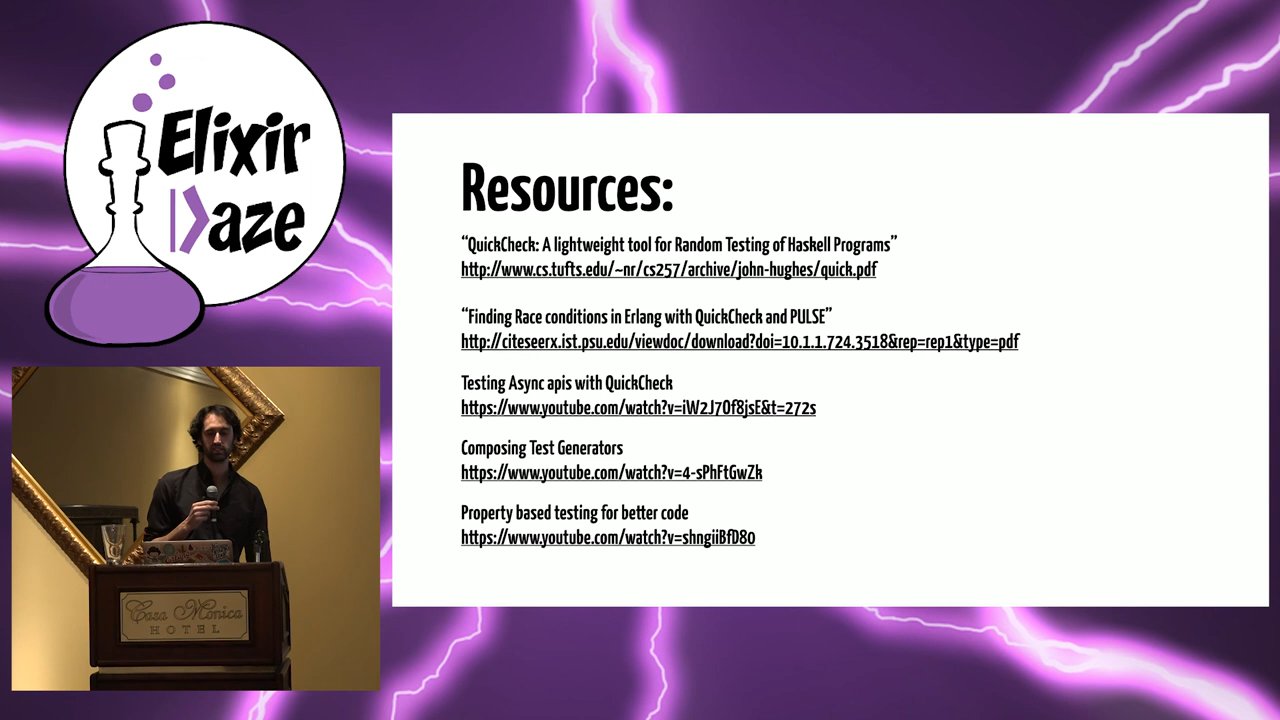 Elixir
|>aze
Resources:
“QuickCheck: A lightweight tool for Random Testing of Haskell Programs”
http://www.cs.tufts.edu/~nr/cs257/archive/john-hughes/quick.pdf
“Finding Race conditions in Erlang with QuickCheck and PULSE”
http://citeseerx.ist.psu.edu/viewdoc/download?doi=10.1.1.724.3518&rep=rep1&type=pdf
Testing Async apis with QuickCheck
https://www.youtube.com/watch?v=iW2J7Of8jsE&t=272s
Composing Test Generators
https://www.youtube.com/watch?v=4-sPhFtGwZk
Property based testing for better code
https://www.youtube.com/watch?v=shngiiBfD80
Casa Monica
HOTEL